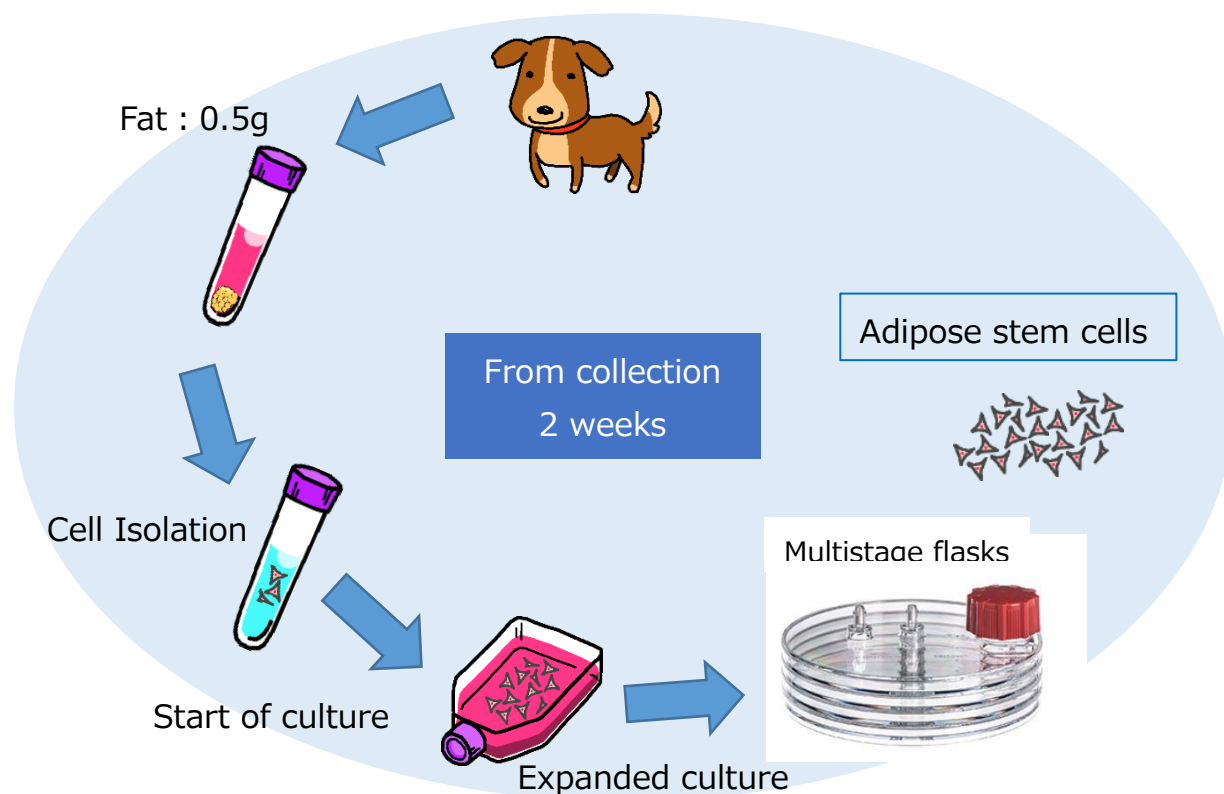 Fat : 0.5g
From collection
2 weeks
Adipose stem cells
Cell Isolation
Multistage flasks
Start of culture
Expanded culture